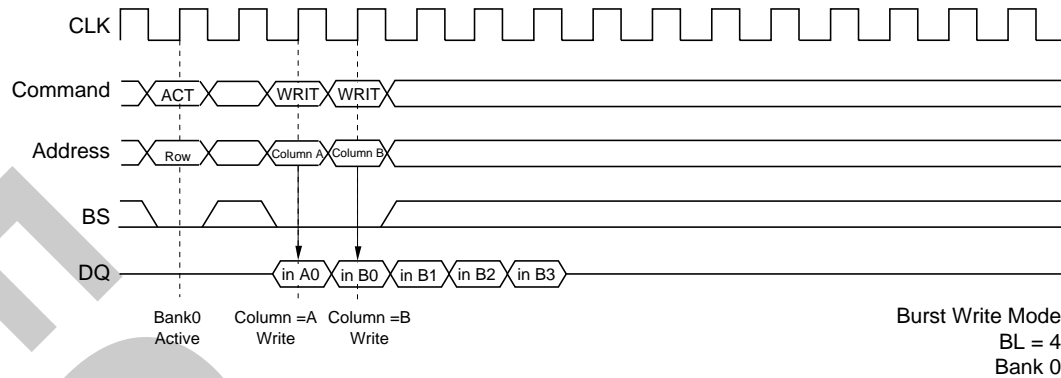 CLK
Command ACT WRIT WRIT
Address Row Column A Column B
BS
DQ in A0 in B0 in B1 in B2 in B3
Bank0 Column =A Column =B
Active Write Write
Burst Write Mode
BL = 4
Bank 0